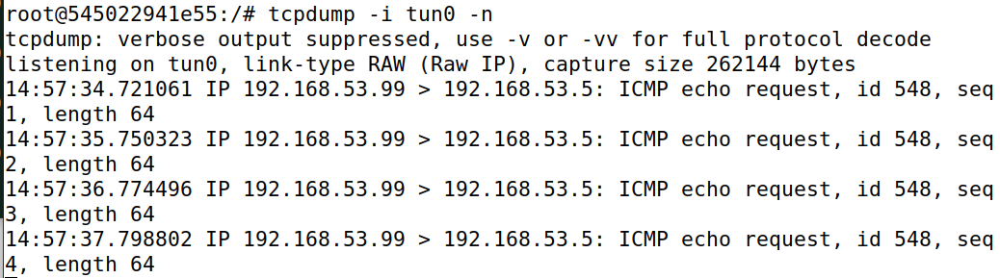 root@545022941e55:/# tcpdump -i tun0 -n
tcpdump: verbose output suppressed, use -v or -vv for full protocol decode
listening on tun0, link-type RAW (Raw IP), capture size 262144 bytes
14:57:34.721061 IP 192.168.53.99 > 192.168.53.5: ICMP echo request, id 548, seq
1, length 64
14:57:35.750323 IP 192.168.53.99 > 192.168.53.5: ICMP echo request, id 548, seq
2, length 64
14:57:36.774496 IP 192.168.53.99 > 192.168.53.5: ICMP echo request, id 548, seq
3, length 64
14:57:37.798802 IP 192.168.53.99 > 192.168.53.5: ICMP echo request, id 548, seq
4, length 64